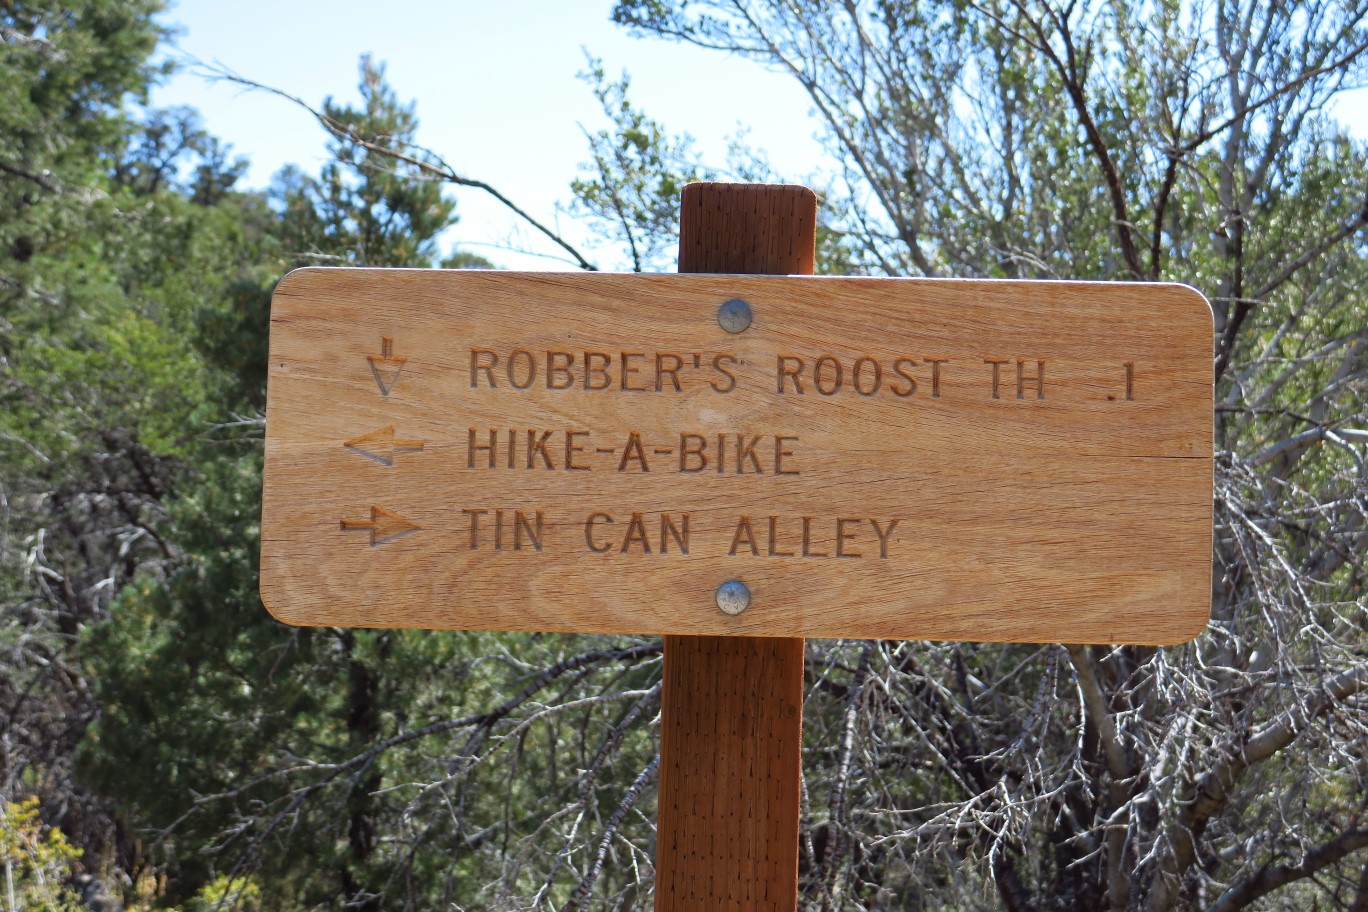 ROBBER'S ROOST TH .1
HIKE-A-BIKE
TIN CAN ALLEY